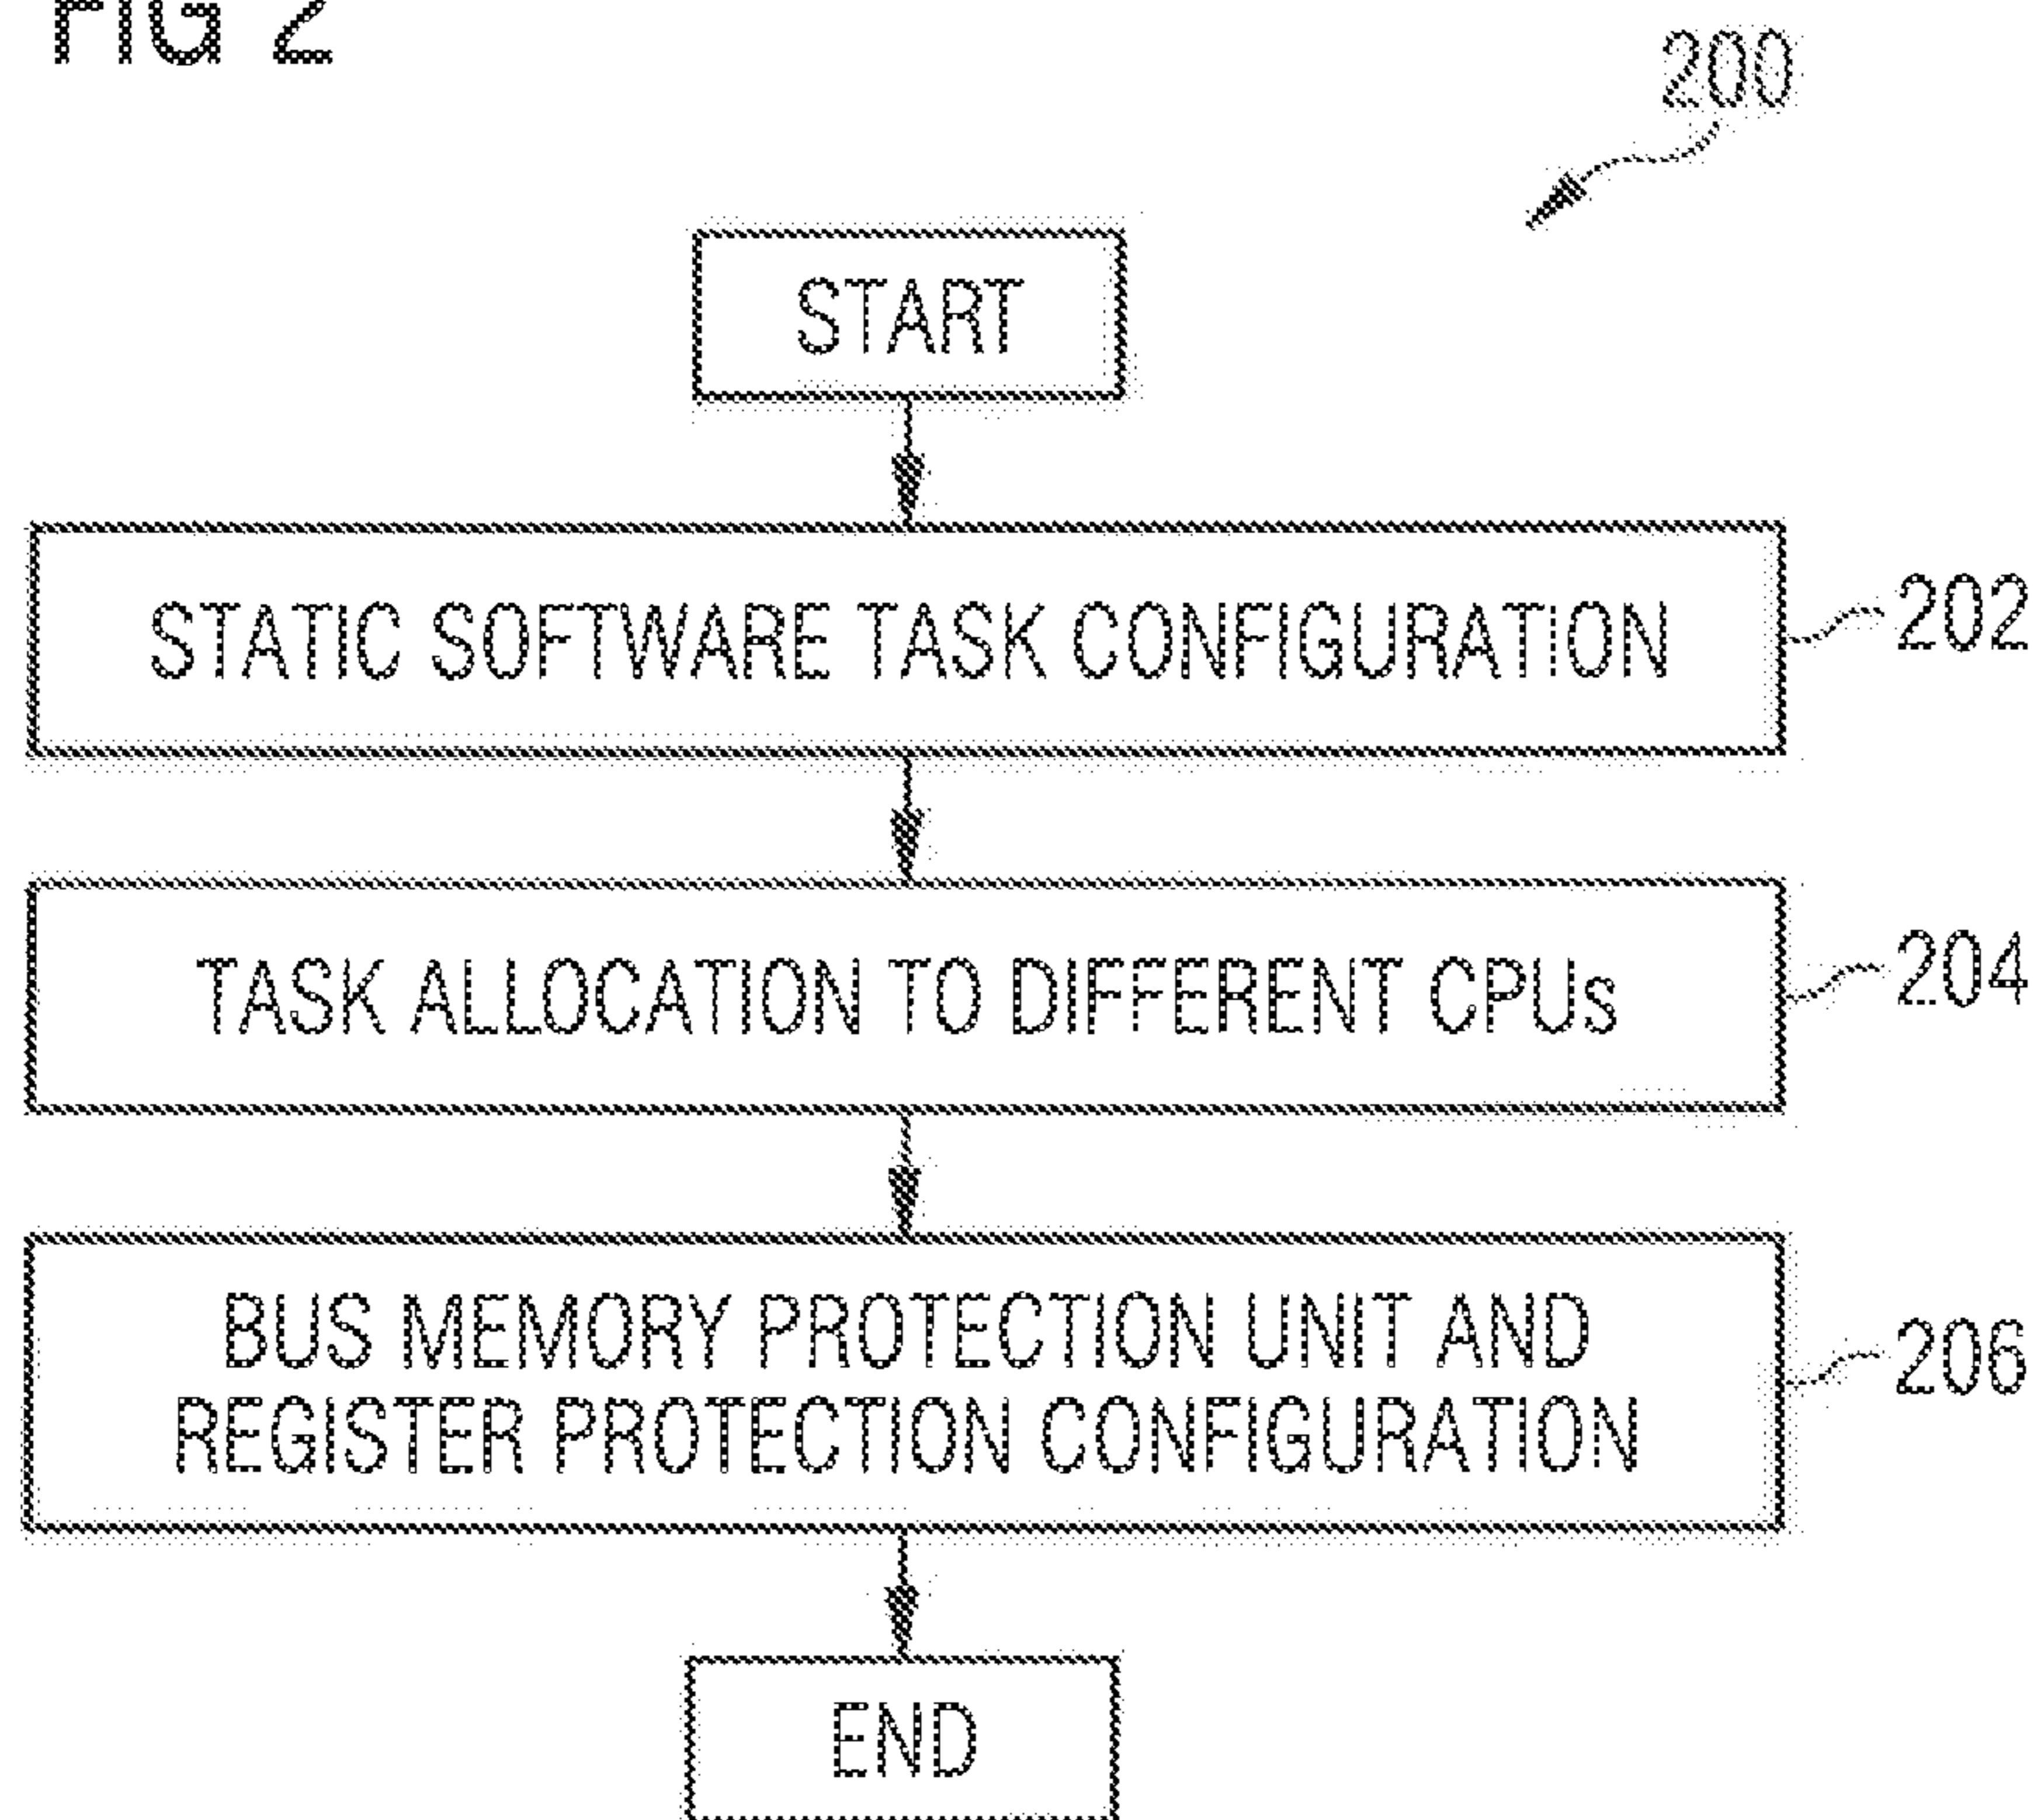 FIG 2
200
START
STATIC SOFTWARE TASK CONFIGURATION
202
TASK ALLOCATION TO DIFFERENT CPUs
204
BUS MEMORY PROTECTION UNIT AND
REGISTER PROTECTION CONFIGURATION
206
END